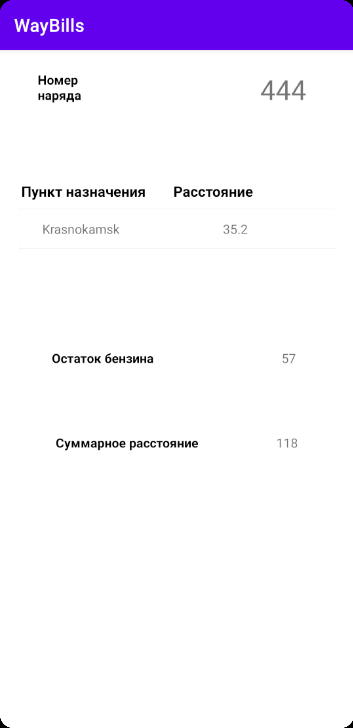 WayBills
Номер
наряда
444
Пункт назначения Расстояние
Krasnokamsk 35.2
Остаток бензина 57
Суммарное расстояние 118